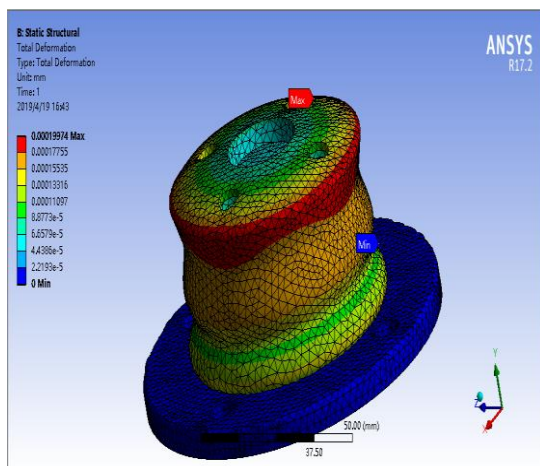 B: Static Structural
Total Deformation
Type: Total Deformation
Unit: mm
Time: 1
2019/4/19 16:43
ANSYS
R17.2
0.00019974 Max
0.00017755
0.00015535
0.00013316
0.00011097
8.8773e-5
6.6579e-5
4.4386e-5
2.2193e-5
0 Min
Max
Min
Y
Z
X
50.00 (mm)
37.50